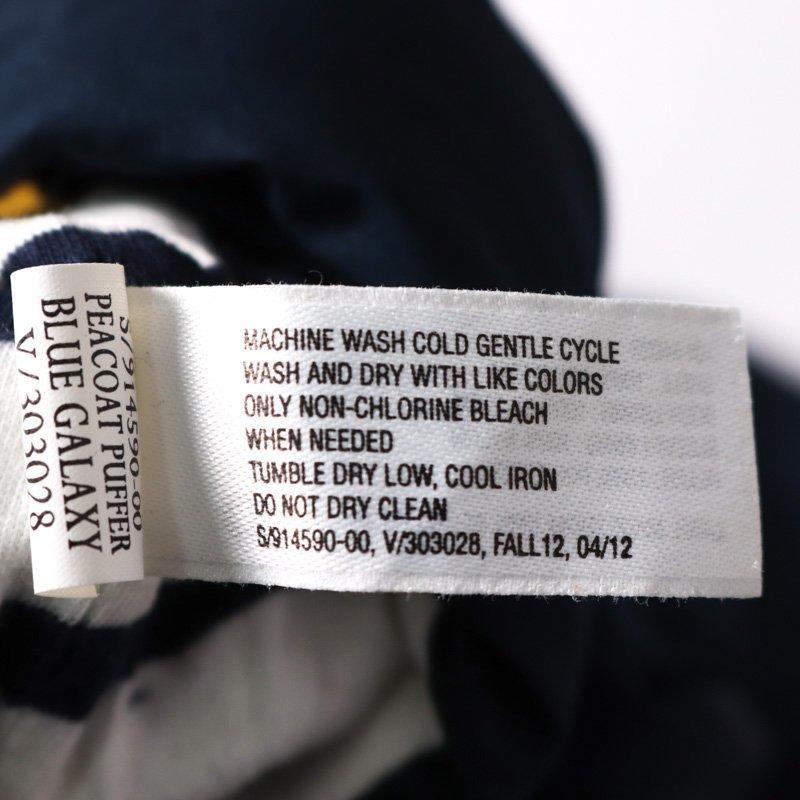 S/914590-00
PEACOAT PUFFER
BLUE GALAXY
V/303028
MACHINE WASH COLD GENTLE CYCLE
WASH AND DRY WITH LIKE COLORS
ONLY NON-CHLORINE BLEACH
WHEN NEEDED
TUMBLE DRY LOW, COOL IRON
DO NOT DRY CLEAN
S/914590-00, V/303028, FALL12, 04/12